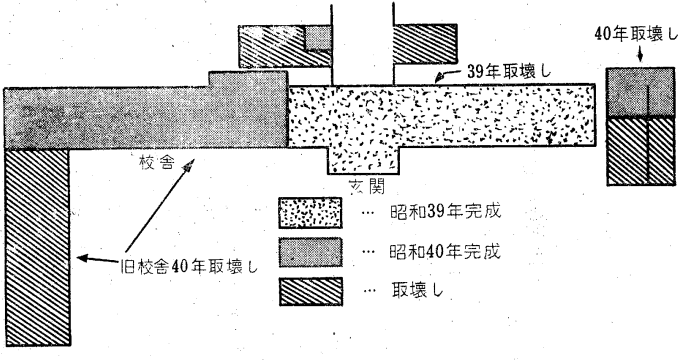 40年取壊し
39年取壊し
校舎
玄関
… 昭和39年完成
… 昭和40年完成
旧校舎40年取壊し
… 取壊し